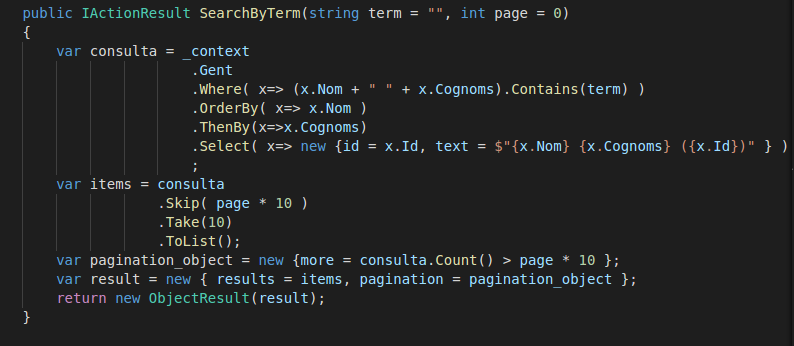 public IActionResult SearchByTerm(string term = "", int page = 0)
{
var consulta = _context
.Gent
.Where( x=> (x.Nom + " " + x.Cognoms).Contains(term) )
.OrderBy( x=> x.Nom )
.ThenBy(x=>x.Cognoms)
.Select( x=> new {id = x.Id, text = $"{x.Nom} {x.Cognoms} ({x.Id})" } )
;
var items = consulta
.Skip( page * 10 )
.Take(10)
.ToList();
var pagination_object = new {more = consulta.Count() > page * 10 };
var result = new { results = items, pagination = pagination_object };
return new ObjectResult(result);
}